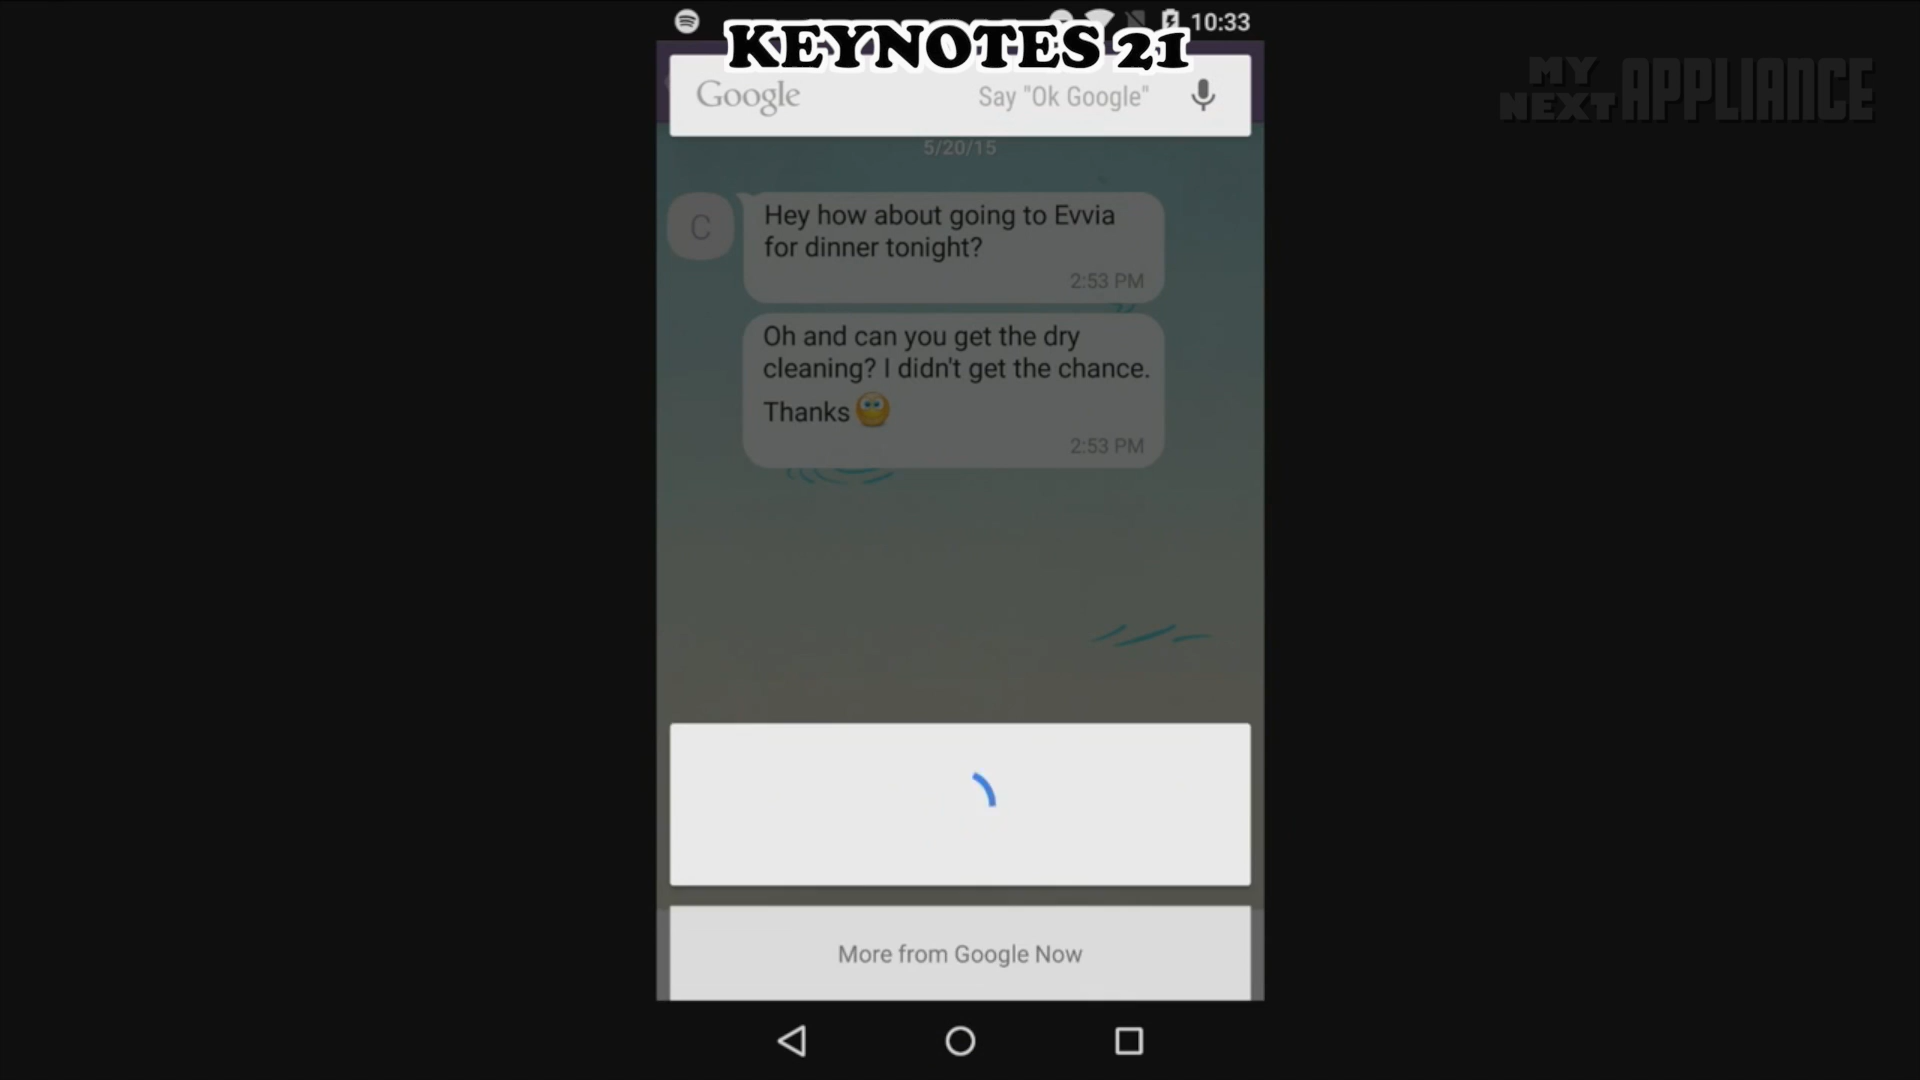 10:33
KEYNOTES 21
MY NEXT APPLIANCE
Google
Say "Ok Google"
5/20/15
C
Hey how about going to Evvia
for dinner tonight?
2:53 PM
Oh and can you get the dry
cleaning? I didn't get the chance.
Thanks
2:53 PM
More from Google Now